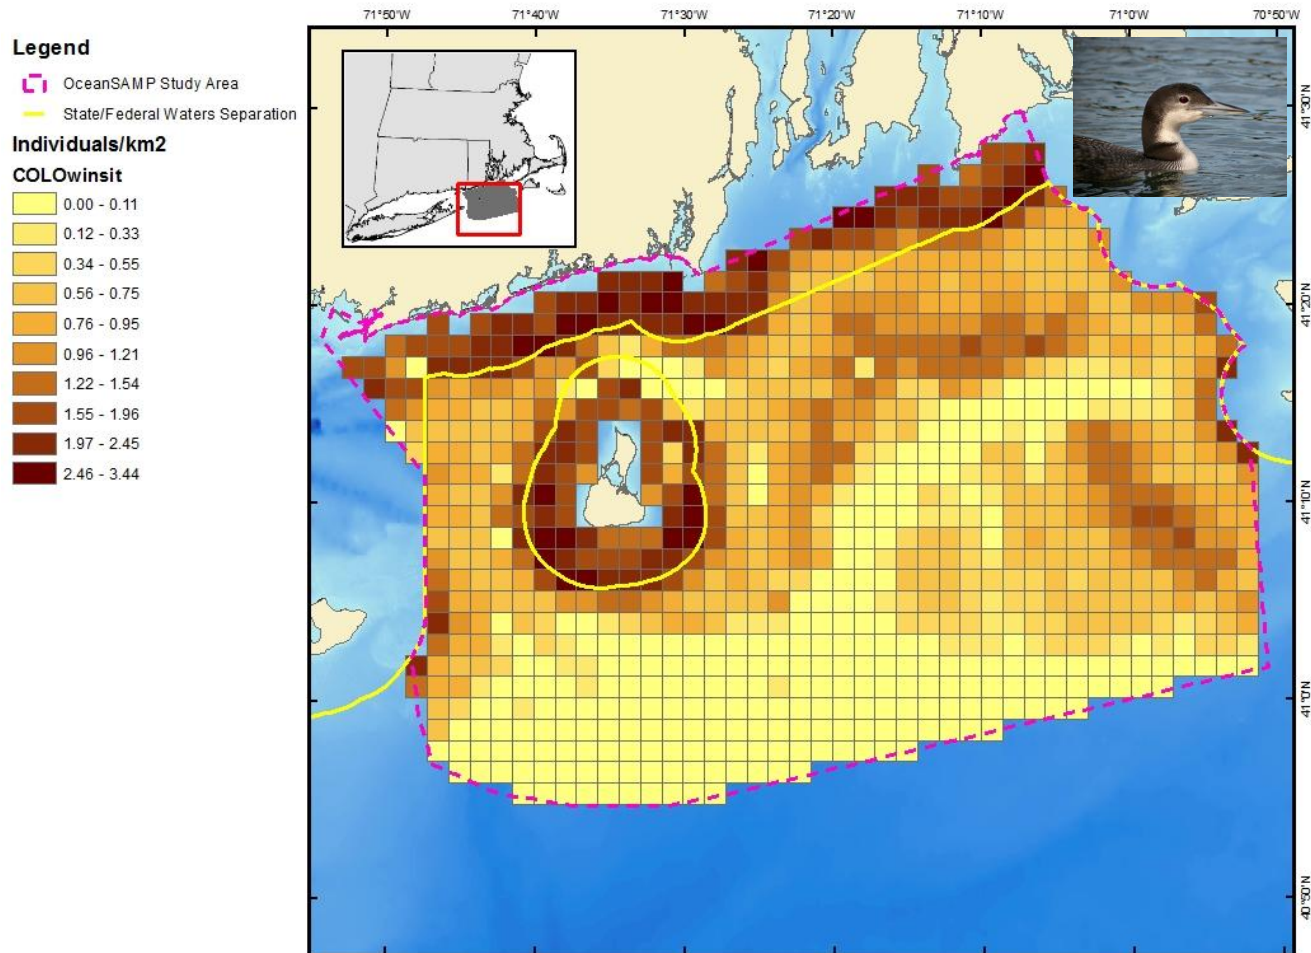 71°50'W 71°40'W 71°30'W 71°20'W 71°10'W 71°0'W 70°50'W
Legend
OceanSAMP Study Area
State/Federal Waters Separation
Individuals/km2
COLOwinsit
0.00 - 0.11
0.12 - 0.33
0.34 - 0.55
0.56 - 0.75
0.76 - 0.95
0.96 - 1.21
1.22 - 1.54
1.55 - 1.96
1.97 - 2.45
2.46 - 3.44
41°30'N
41°20'N
41°10'N
41°0'N
40°50'N